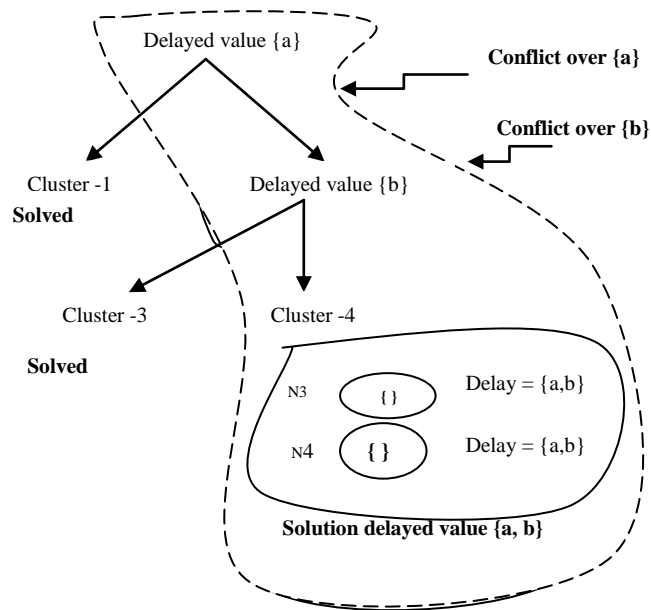 Delayed value {a}
Conflict over {a}
Conflict over {b}
Cluster -1
Delayed value {b}
Solved
Cluster -3
Cluster -4
Solved
N3
{ }
Delay = {a,b}
N4
{ }
Delay = {a,b}
Solution delayed value {a, b}